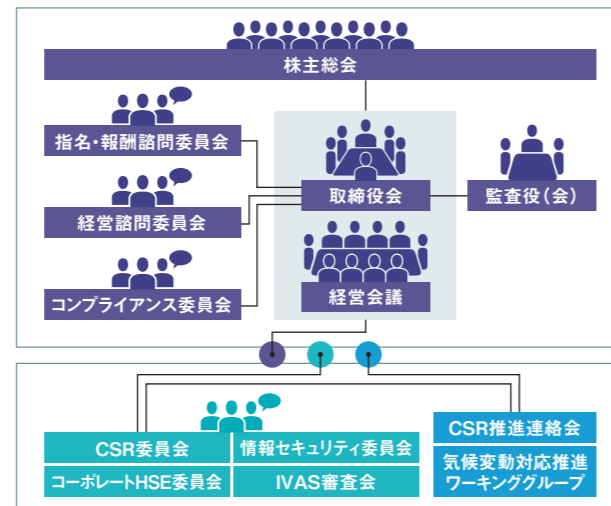 株主総会
指名・報酬諮問委員会
取締役会
監査役（会）
経営諮問委員会
コンプライアンス委員会
経営会議
CSR委員会
情報セキュリティ委員会
コーポレートHSE委員会
IVAS審査会
CSR推進連絡会
気候変動対応推進
ワーキンググループ